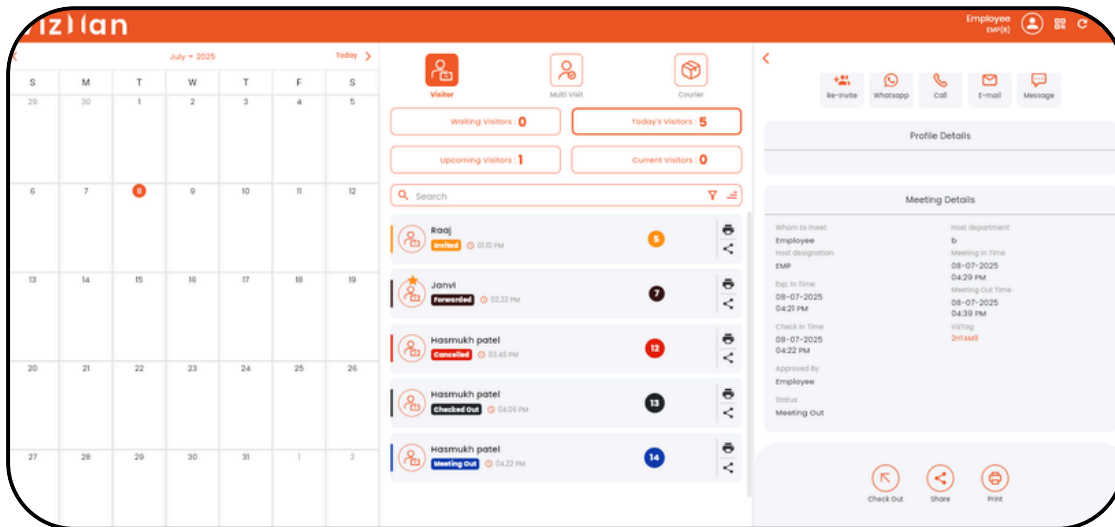 Employee
EMP(B)
July - 2025
Today
S M T W T F S
29 30 1 2 3 4 5
6 7 8 9 10 11 12
13 14 15 16 17 18 19
20 21 22 23 24 25 26
27 28 29 30 31 1 2
Visitor
Multi Visit
Courier
Waiting Visitors : 0
Today's Visitors : 5
Upcoming Visitors : 1
Current Visitors : 0
Search
Raaj
Invited 01:10 PM
5
Janvi
Forwarded 02:32 PM
7
Hasmukh patel
Cancelled 03:46 PM
12
Hasmukh patel
Checked Out 04:06 PM
13
Hasmukh patel
Meeting Out 04:22 PM
14
Re-Invite
Whatsapp
Call
E-mail
Message
Profile Details
Meeting Details
Whom to meet
Employee
Host department
b
Host designation
EMP
Meeting In Time
08-07-2025
04:29 PM
Exp. In Time
08-07-2025
04:21 PM
Meeting Out Time
08-07-2025
04:39 PM
Check In Time
08-07-2025
04:22 PM
VizTag
Approved By
Employee
Status
Meeting Out
Check Out
Share
Print